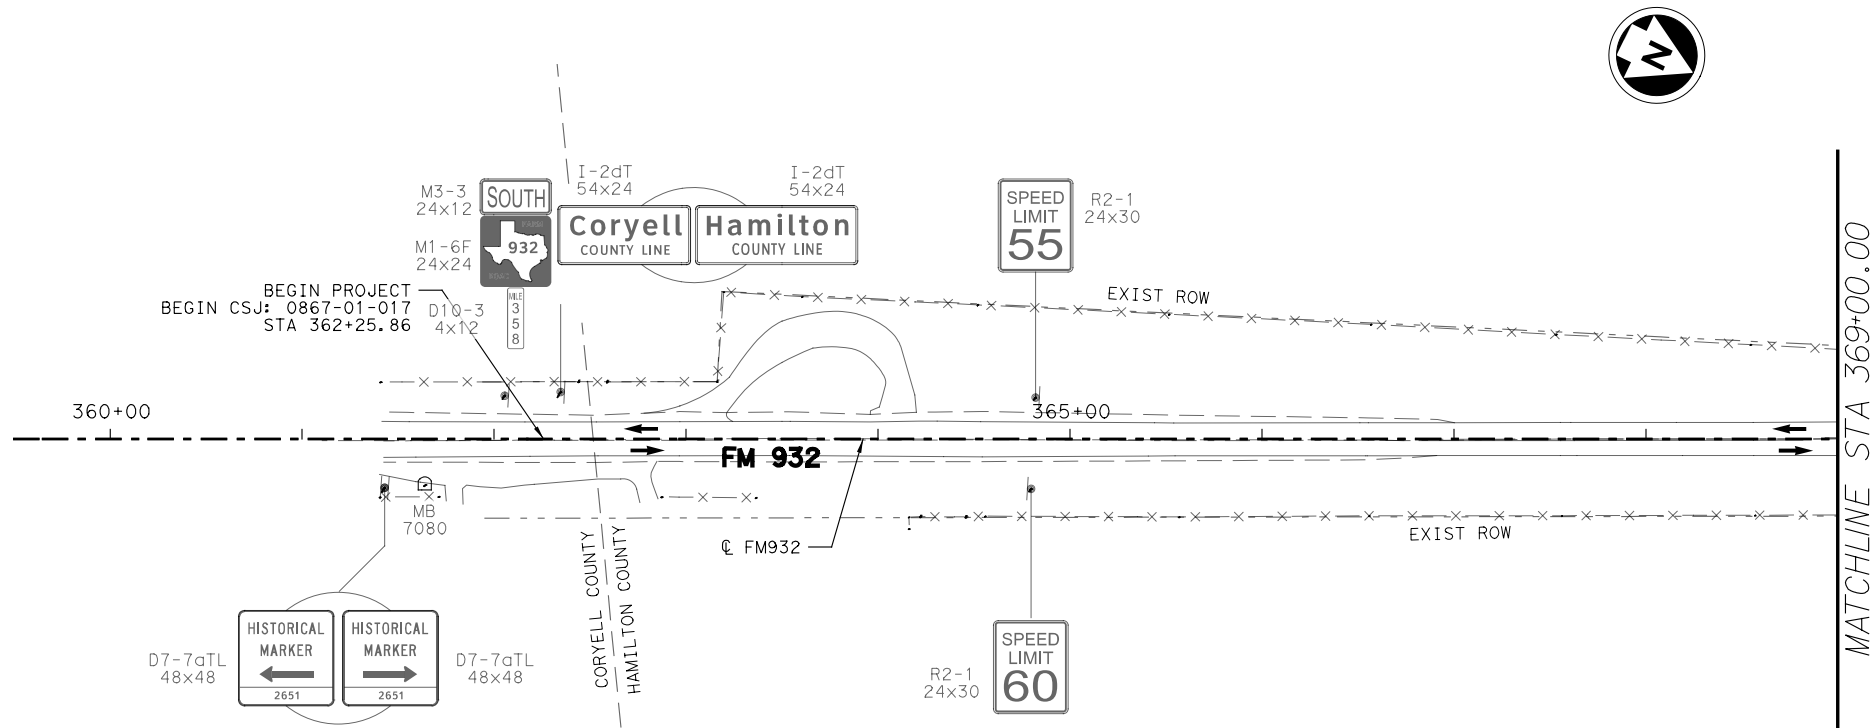 N
I-2dT
54x24
I-2dT
54x24
M3-3
24x12
SOUTH
M1-6F
24x24
932
Coryell
COUNTY LINE
Hamilton
COUNTY LINE
SPEED
LIMIT
55
R2-1
24x30
BEGIN PROJECT
BEGIN CSJ: 0867-01-017
STA 362+25.86
D10-3
4x12
MILE
3
5
8
EXIST ROW
MATCHLINE STA 369+00.00
360+00
365+00
FM 932
MB
7080
℄ FM932
EXIST ROW
CORYELL COUNTY
HAMILTON COUNTY
D7-7aTL
48x48
HISTORICAL
MARKER
2651
HISTORICAL
MARKER
2651
D7-7aTL
48x48
R2-1
24x30
SPEED
LIMIT
60